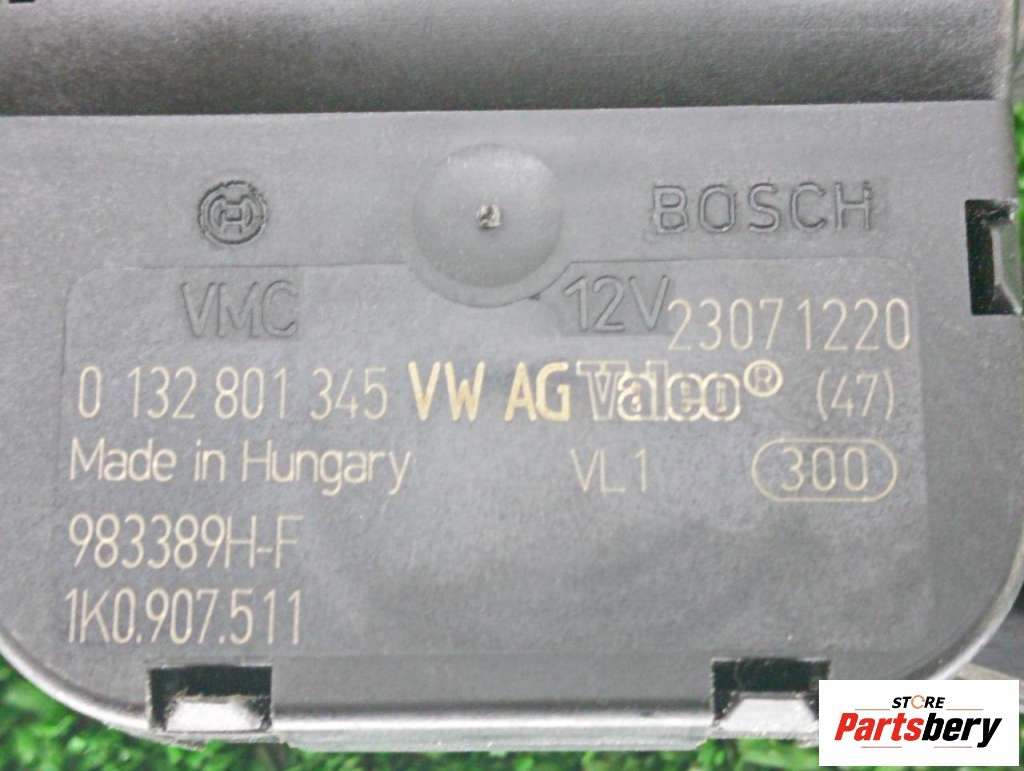 BOSCH
VMC 12V 23071220
0 132 801 345 VW AG Valeo® (47)
Made in Hungary VL1 300
983389H-F
1K0.907.511
STORE
Partsbery